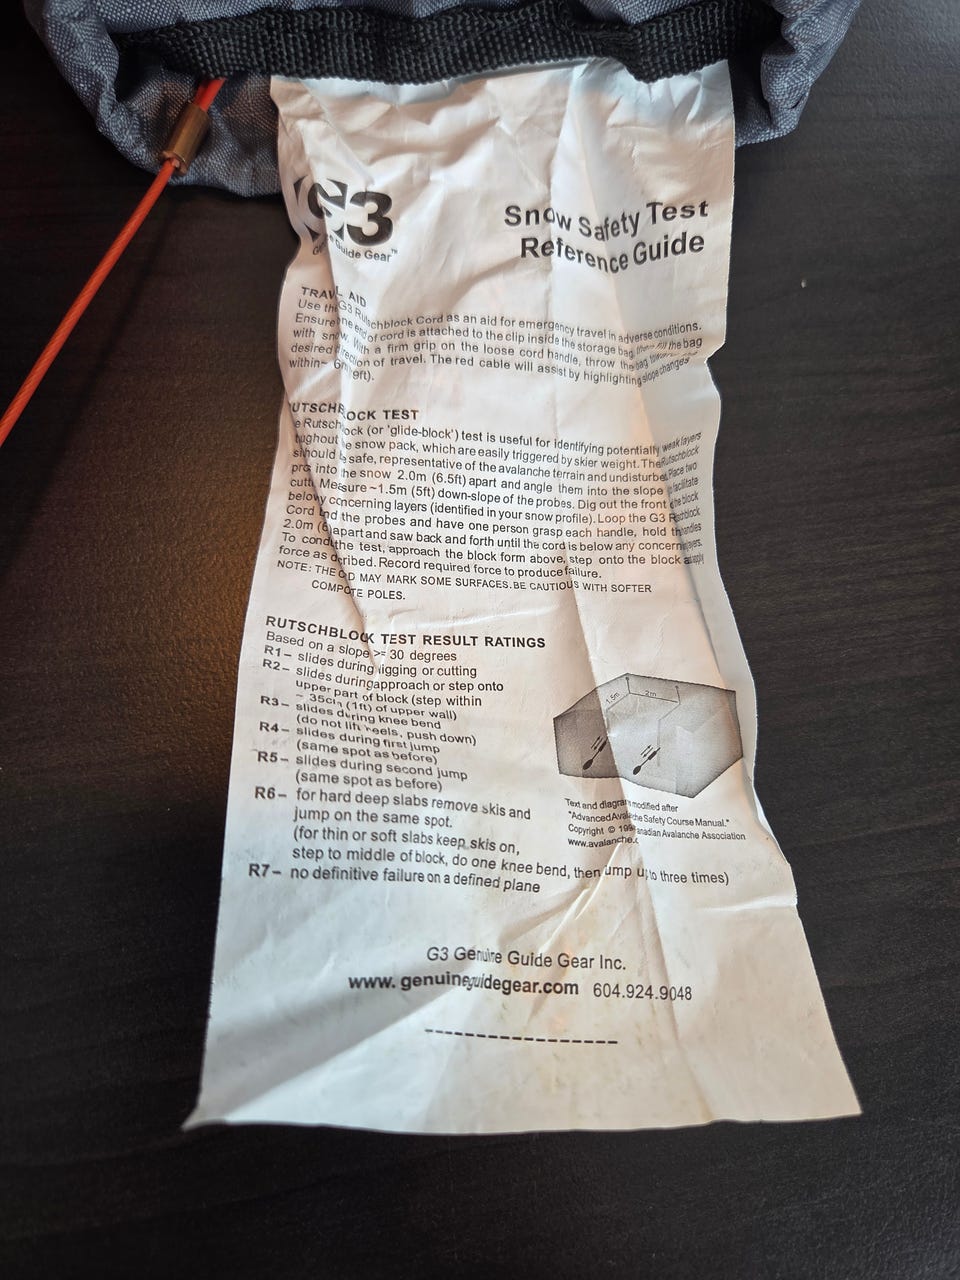 G3
Guide Gear™
Snow Safety Test
Reference Guide
AID
Use the G3 Rutschblock Cord as an aid for emergency travel in adverse conditions.
Ensure one end of cord is attached to the clip inside the storage bag, then fill the bag
with snow. With a firm grip on the loose cord handle, throw the bag
desired direction of travel. The red cable will assist by highlighting slope changes
within~ 9ft).
BLOCK TEST
(or 'glide-block') test is useful for identifying potentially weak layers
the snow pack, which are easily triggered by skier weight. The Rutschblock
should be safe, representative of the avalanche terrain and undisturbed. Place two
into the snow 2.0m (6.5ft) apart and angle them into the slope to facilitate
Measure ~1.5m (5ft) down-slope of the probes. Dig out the front of the block
below concerning layers (identified in your snow profile). Loop the G3
Cord the probes and have one person grasp each handle, hold handles
2.0m apart and saw back and forth until the cord is below any concerning layers.
To the test, approach the block form above, step onto the block apply
force as Record required force to produce failure.
NOTE: THE MAY MARK SOME SURFACES. BE CAUTIOUS WITH SOFTER
POLES.
RUTSCHBLOCK TEST RESULT RATINGS
Based on a slope >= 30 degrees
R1– slides during digging or cutting
R2– slides during approach or step onto
upper part of block (step within
~ 35cm (1ft) of upper wall)
R3– slides during knee bend
(do not lift heels, push down)
R4– slides during first jump
(same spot as before)
R5– slides during second jump
(same spot as before)
R6– for hard deep slabs remove skis and
jump on the same spot.
(for thin or soft slabs keep skis on,
step to middle of block, do one knee bend, then jump up to three times)
R7– no definitive failure on a defined plane
1.5m 2m
Text and diagram modified after
"Advanced Avalanche Safety Course Manual."
Copyright © Canadian Avalanche Association
www.avalanche.
G3 Genuine Guide Gear Inc.
www. genuineguidegear.com 604.924.9048